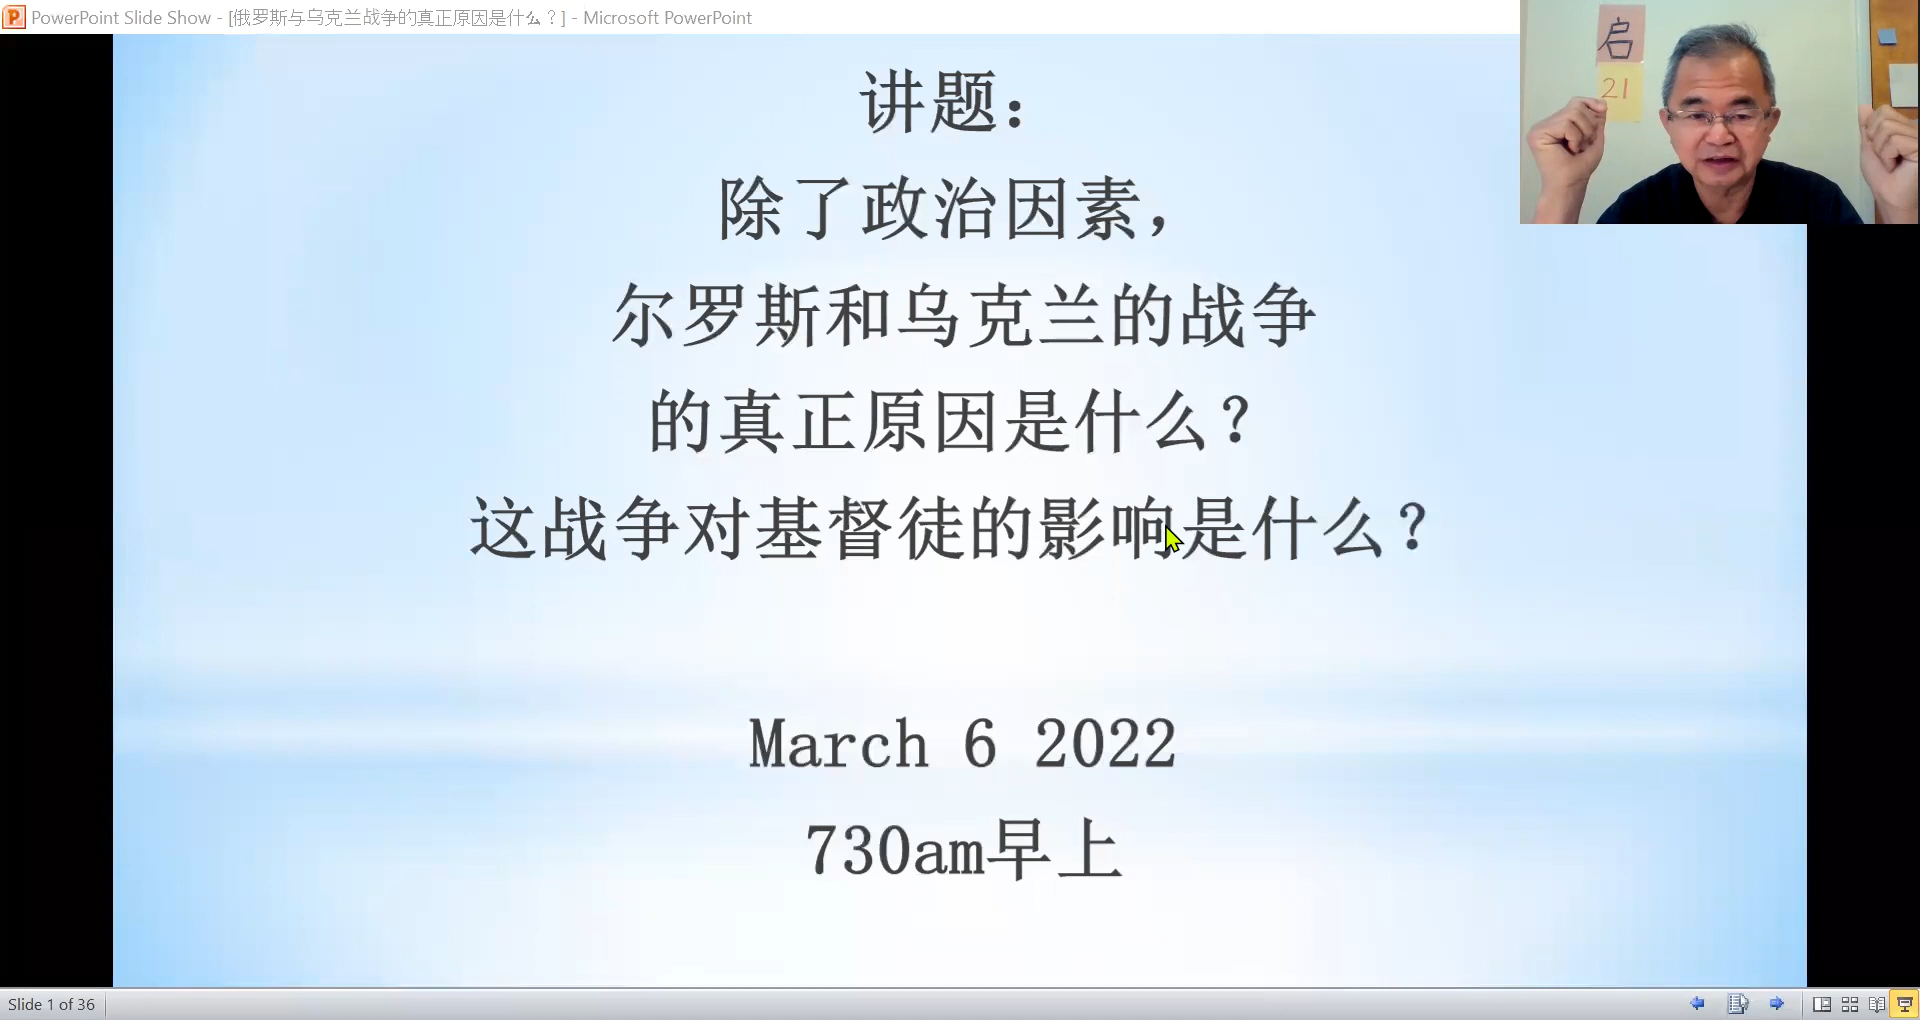 PowerPoint Slide Show - [俄罗斯与乌克兰战争的真正原因是什么？] - Microsoft PowerPoint
启
21
讲题：
除了政治因素，
尔罗斯和乌克兰的战争
的真正原因是什么？
这战争对基督徒的影响是什么？
March 6 2022
730am早上
Slide 1 of 36